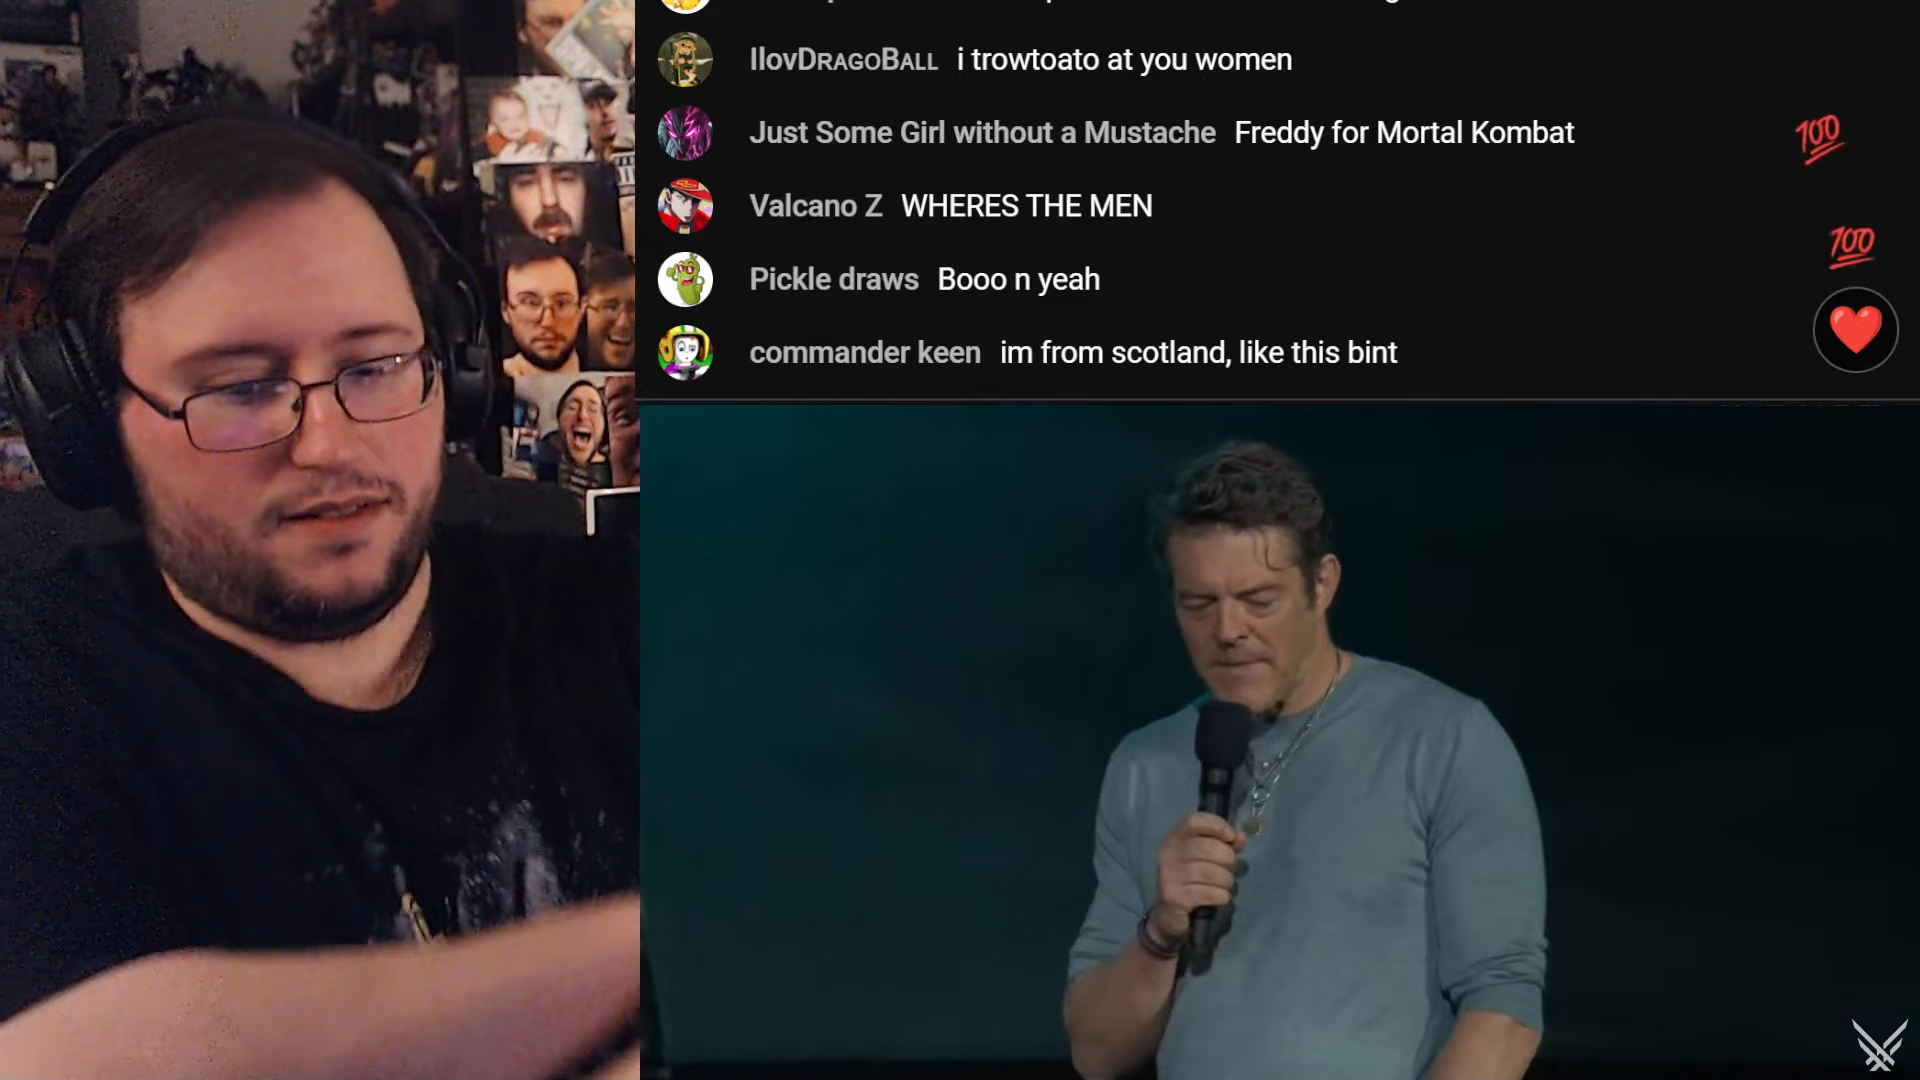 IlovDRAGOBALL i trowtoato at you women
Just Some Girl without a Mustache Freddy for Mortal Kombat
💯
Valcano Z WHERES THE MEN
💯
Pickle draws Booo n yeah
commander keen im from scotland, like this bint